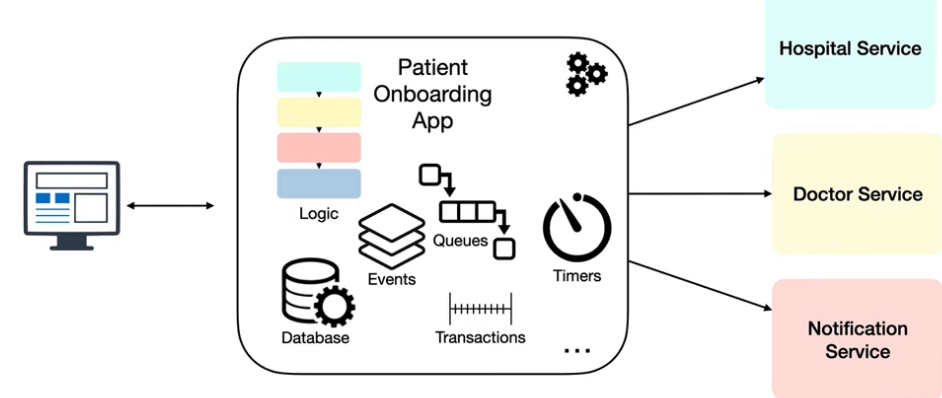 Patient
Onboarding
App
Logic
Events
Queues
Timers
Database
Transactions
...
Hospital Service
Doctor Service
Notification
Service